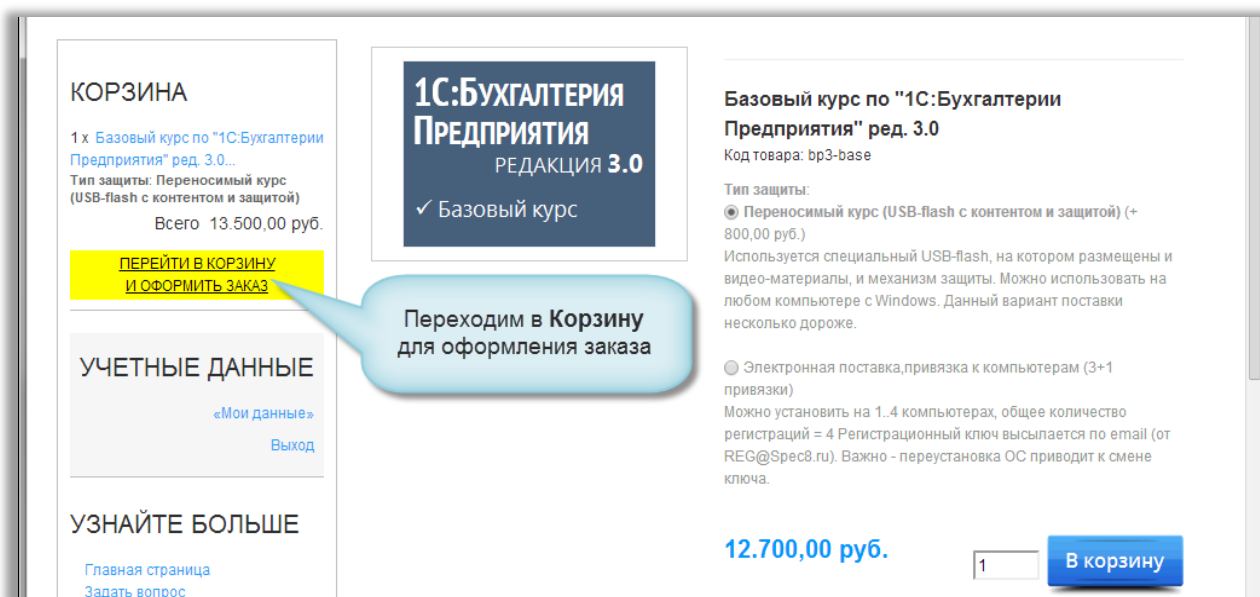 КОРЗИНА
1 x Базовый курс по "1С:Бухгалтерии
Предприятия" ред. 3.0...
Тип защиты: Переносимый курс
(USB-flash с контентом и защитой)
Всего 13.500,00 руб.
ПЕРЕЙТИ В КОРЗИНУ
И ОФОРМИТЬ ЗАКАЗ
УЧЕТНЫЕ ДАННЫЕ
«Мои данные»
Выход
УЗНАЙТЕ БОЛЬШЕ
Главная страница
Задать вопрос
1С:Бухгалтерия
Предприятия
редакция 3.0
✓ Базовый курс
Переходим в Корзину
для оформления заказа
Базовый курс по "1С:Бухгалтерии
Предприятия" ред. 3.0
Код товара: bp3-base
Тип защиты:
Переносимый курс (USB-flash с контентом и защитой) (+
800,00 руб.)
Используется специальный USB-flash, на котором размещены и
видео-материалы, и механизм защиты. Можно использовать на
любом компьютере с Windows. Данный вариант поставки
несколько дороже.
Электронная поставка,привязка к компьютерам (3+1
привязки)
Можно установить на 1..4 компьютерах, общее количество
регистраций = 4 Регистрационный ключ высылается по email (от
REG@Spec8.ru). Важно - переустановка ОС приводит к смене
ключа.
12.700,00 руб.
1
В корзину